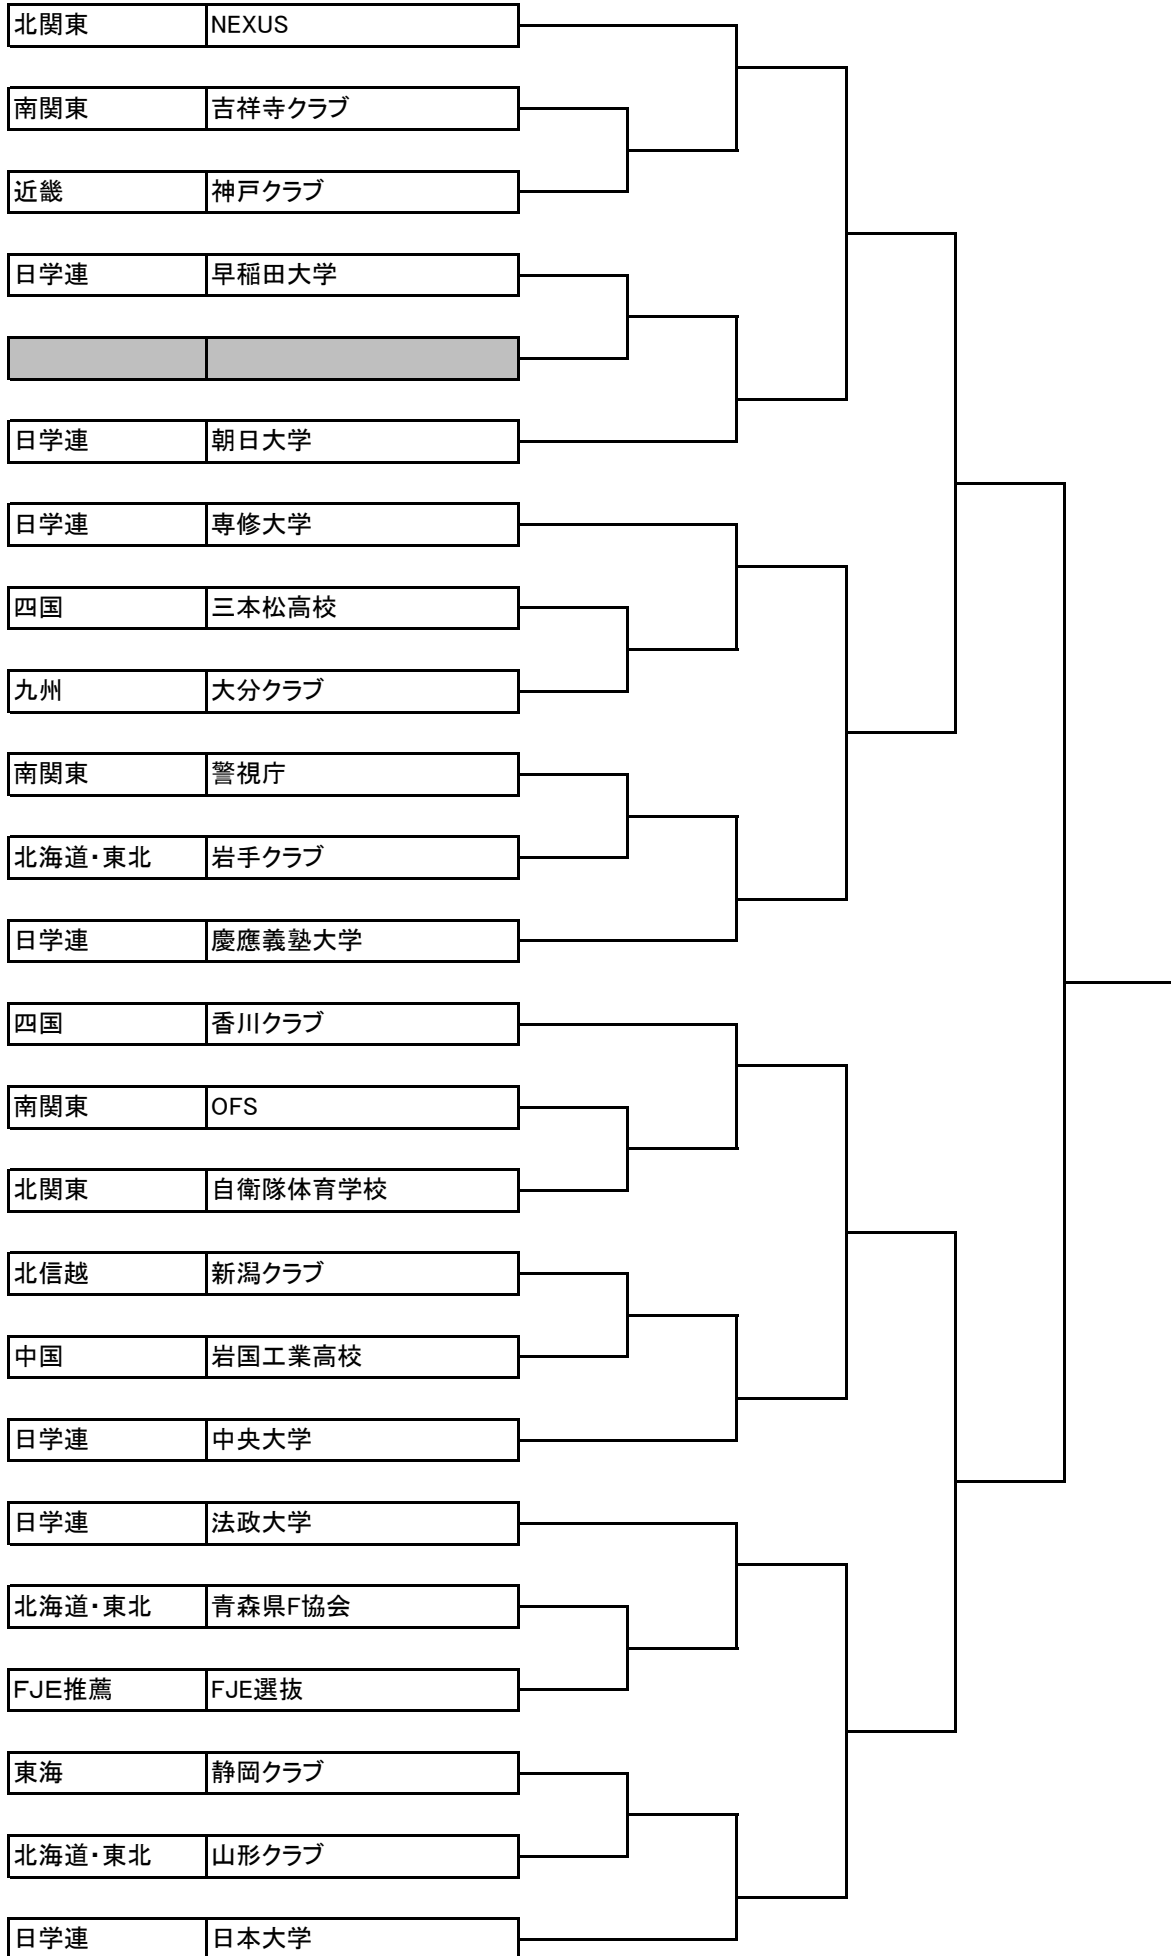 北関東 NEXUS
南関東 吉祥寺クラブ
近畿 神戸クラブ
日学連 早稲田大学
日学連 朝日大学
日学連 専修大学
四国 三本松高校
九州 大分クラブ
南関東 警視庁
北海道・東北 岩手クラブ
日学連 慶應義塾大学
四国 香川クラブ
南関東 OFS
北関東 自衛隊体育学校
北信越 新潟クラブ
中国 岩国工業高校
日学連 中央大学
日学連 法政大学
北海道・東北 青森県F協会
FJE推薦 FJE選抜
東海 静岡クラブ
北海道・東北 山形クラブ
日学連 日本大学